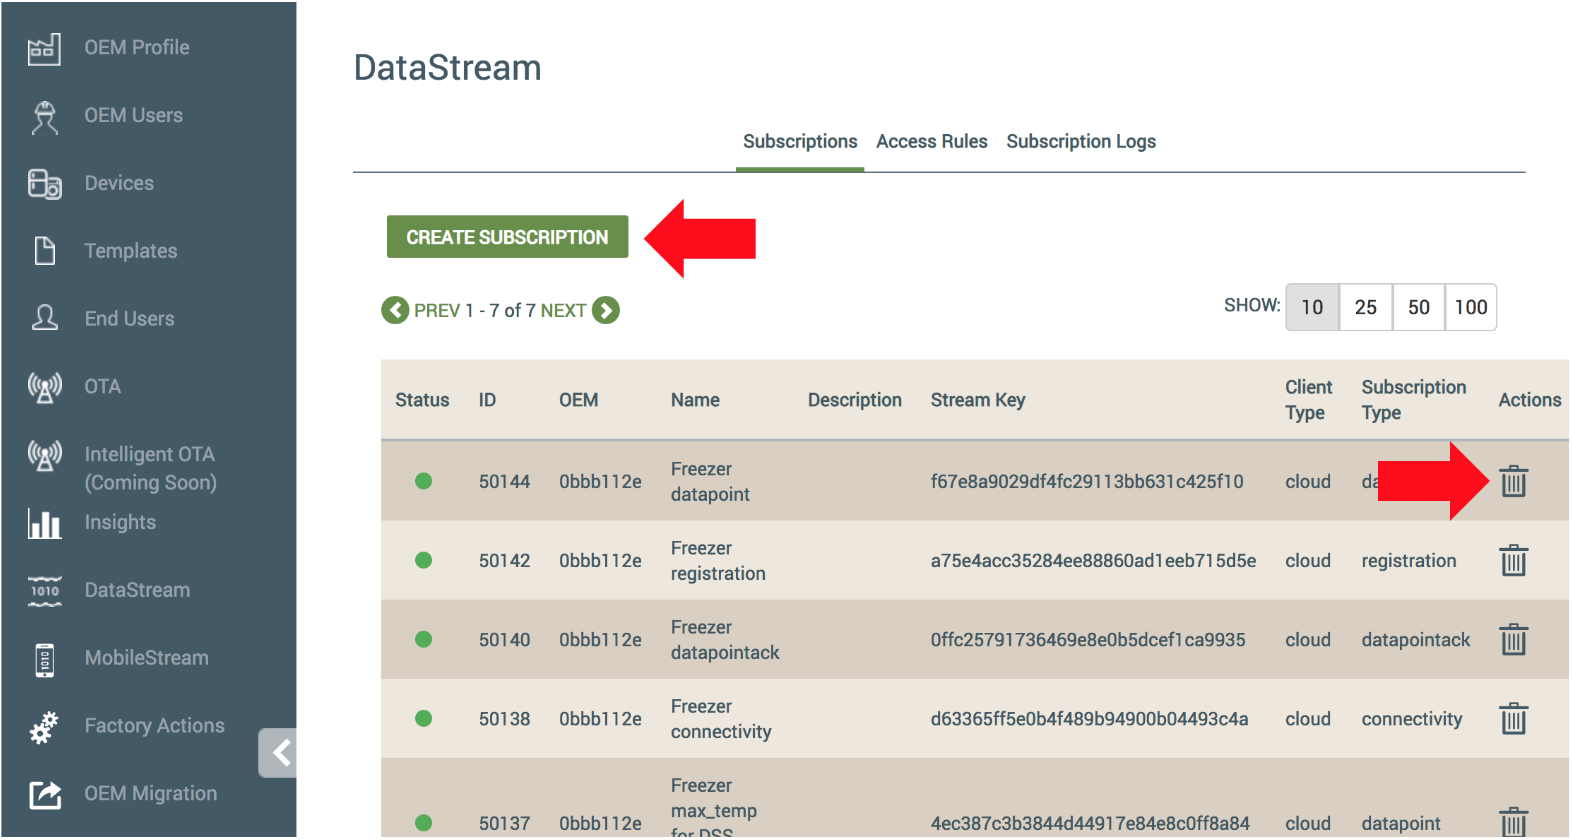 OEM Profile
OEM Users
Devices
Templates
End Users
OTA
Intelligent OTA
(Coming Soon)
Insights
1010
DataStream
1010
MobileStream
Factory Actions
OEM Migration
DataStream
Subscriptions Access Rules Subscription Logs
CREATE SUBSCRIPTION
PREV 1 - 7 of 7 NEXT
SHOW: 10 25 50 100
Status ID OEM Name Description Stream Key Client Type Subscription Type Actions
50144 0bbb112e Freezer datapoint f67e8a9029df4fc29113bb631c425f10 cloud
50142 0bbb112e Freezer registration a75e4acc35284ee88860ad1eeb715d5e cloud registration
50140 0bbb112e Freezer datapointack 0ffc25791736469e8e0b5dcef1ca9935 cloud datapointack
50138 0bbb112e Freezer connectivity d63365ff5e0b4f489b94900b04493c4a cloud connectivity
50137 0bbb112e Freezer max_temp for DSS 4ec387c3b3844d44917e84e8c0ff8a84 cloud datapoint